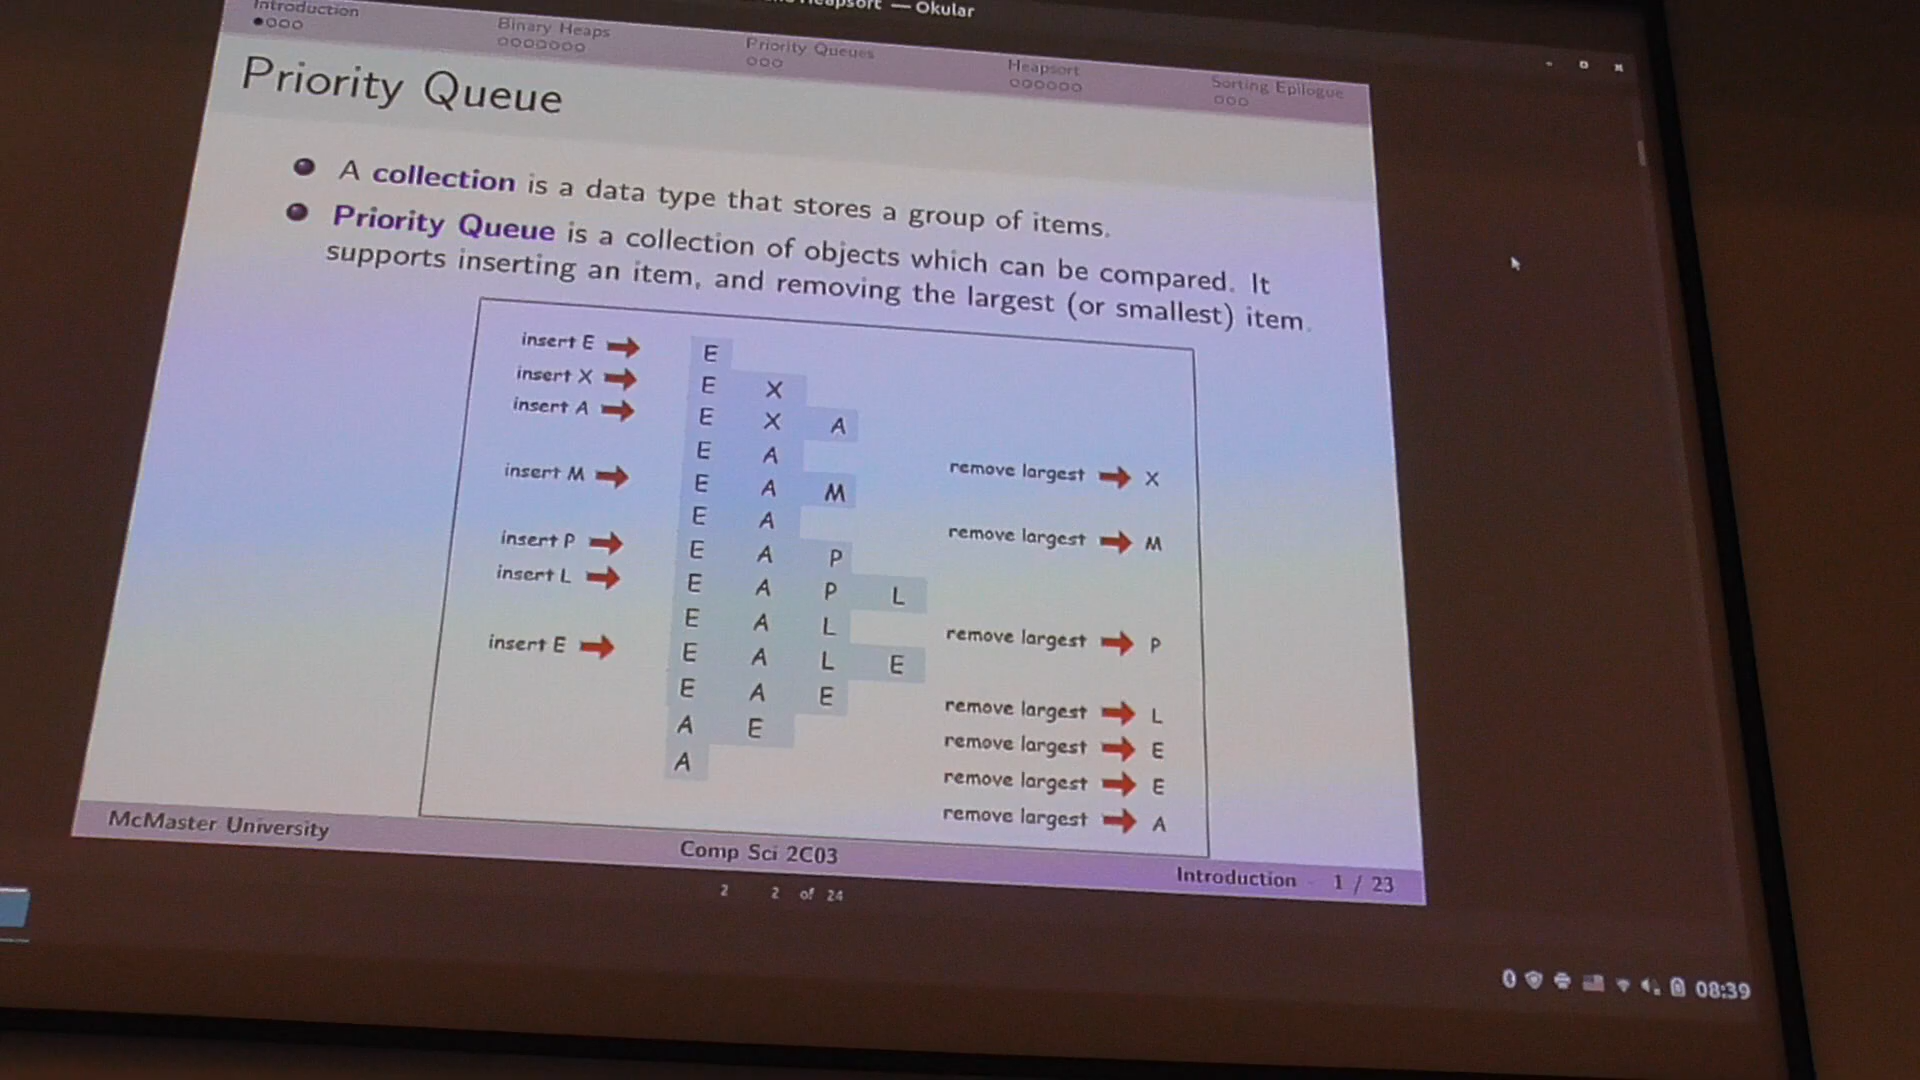 — Okular
Introduction
Binary Heaps
Priority Queues
Heapsort
Sorting Epilogue
Priority Queue
A collection is a data type that stores a group of items.
Priority Queue is a collection of objects which can be compared. It
supports inserting an item, and removing the largest (or smallest) item.
insert E E
insert X E X
insert A E X A
E A remove largest X
insert M E A M
E A remove largest M
insert P E A P
insert L E A P L
E A L remove largest P
insert E E A L E
E A E remove largest L
A E remove largest E
A remove largest E
remove largest A
McMaster University
Comp Sci 2C03
Introduction 1 / 23
2 2 of 24
08:39